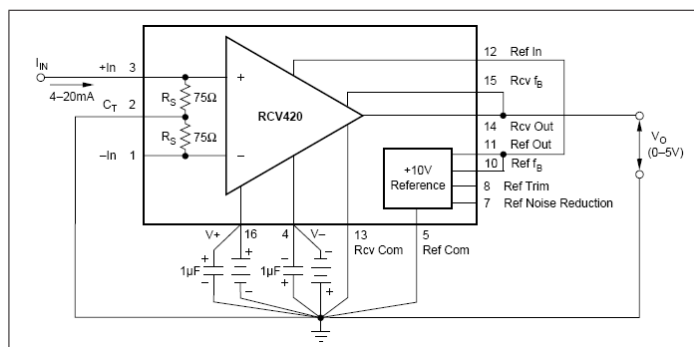 12 Ref In
I_IN +In 3
15 Rcv f_B
4–20mA
R_S 75Ω +
C_T 2
RCV420
14 Rcv Out
R_S 75Ω
11 Ref Out
V_O
(0–5V)
–In 1 –
+10V
Reference
10 Ref f_B
8 Ref Trim
7 Ref Noise Reduction
V+ 16 4 V– 13 5
Rcv Com Ref Com
+ + – –
1µF 1µF
– – + +